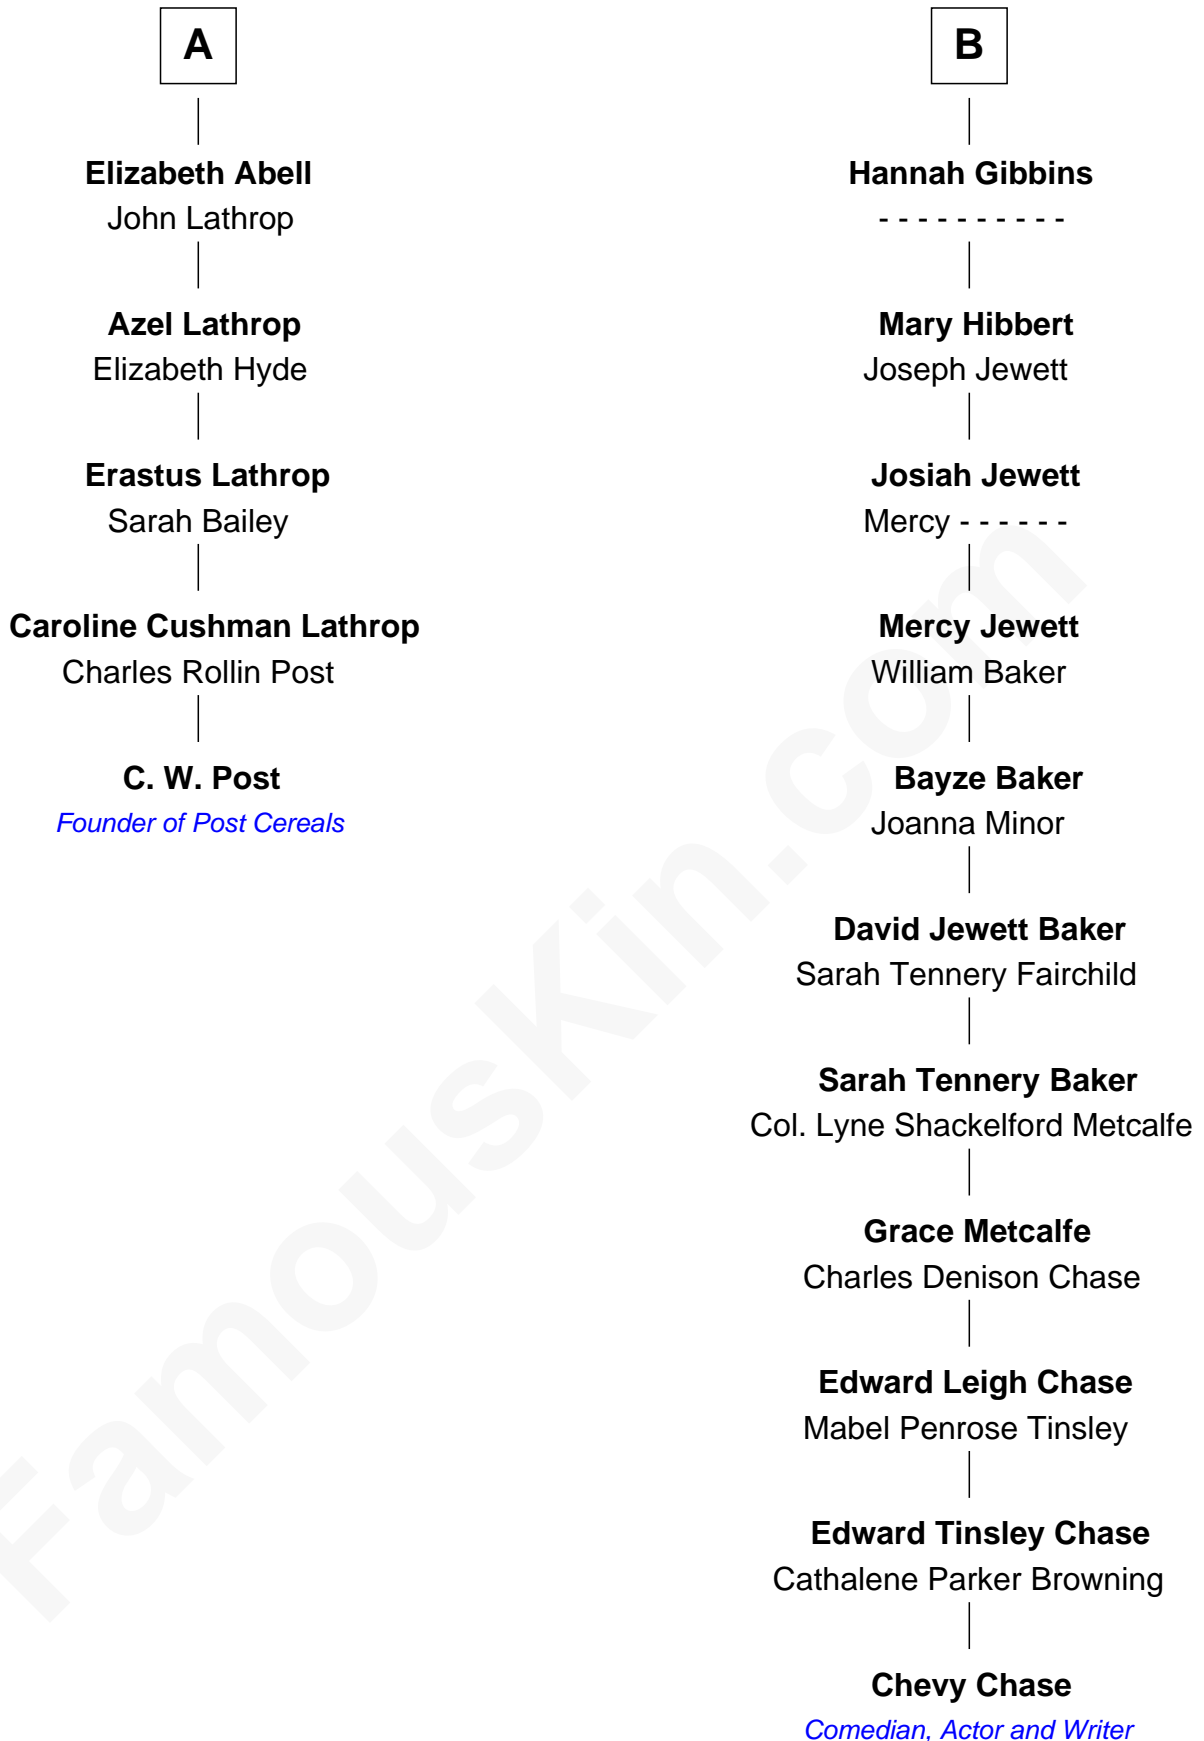 A
Elizabeth Abell
John Lathrop
Azel Lathrop
Elizabeth Hyde
Erastus Lathrop
Sarah Bailey
Caroline Cushman Lathrop
Charles Rollin Post
C. W. Post
Founder of Post Cereals
B
Hannah Gibbins
- - - - - - - - - -
Mary Hibbert
Joseph Jewett
Josiah Jewett
Mercy - - - - - -
Mercy Jewett
William Baker
Bayze Baker
Joanna Minor
David Jewett Baker
Sarah Tennery Fairchild
Sarah Tennery Baker
Col. Lyne Shackelford Metcalfe
Grace Metcalfe
Charles Denison Chase
Edward Leigh Chase
Mabel Penrose Tinsley
Edward Tinsley Chase
Cathalene Parker Browning
Chevy Chase
Comedian, Actor and Writer
FamousKin.com